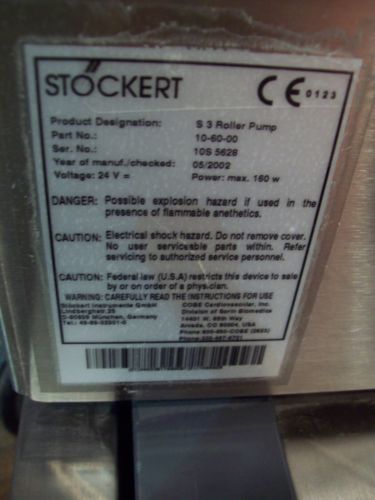 STÖCKERT
CE 0123
Product Designation: S 3 Roller Pump
Part No.: 10-60-00
Ser. No.: 10S 5628
Year of manuf./checked: 05/2002
Voltage: 24 V = Power: max. 160 w
DANGER: Possible explosion hazard if used in the
presence of flammable anethetics.
CAUTION: Electrical shock hazard. Do not remove cover.
No user serviceable parts within. Refer
servicing to authorized service personnel.
CAUTION: Federal law (U.S.A) restricts this device to sale
by or on order of a physcian.
WARNING: CAREFULLY READ THE INSTRUCTIONS FOR USE
Stöckert Instrumente GmbH COBE Cardiovascular, Inc.
Lindberghstr. 25 Division of Sorin Biomedica
D-80939 München, Germany 14401 W. 65th Way
Arvada, CO 80004, USA